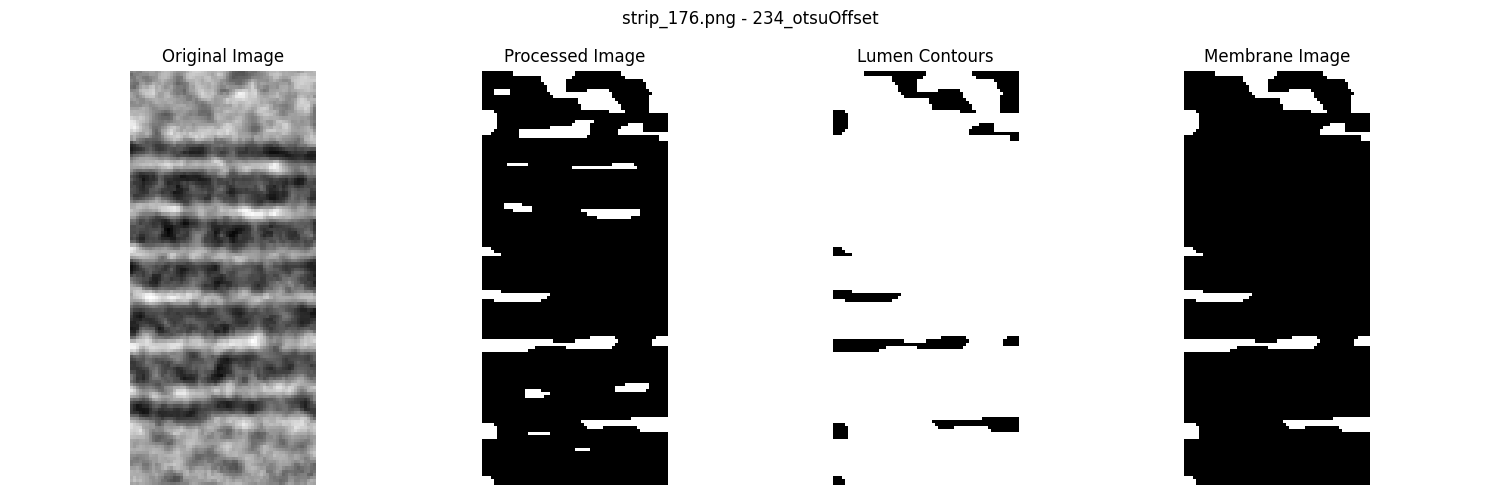 strip_176.png - 234_otsuOffset
Original Image
Processed Image
Lumen Contours
Membrane Image